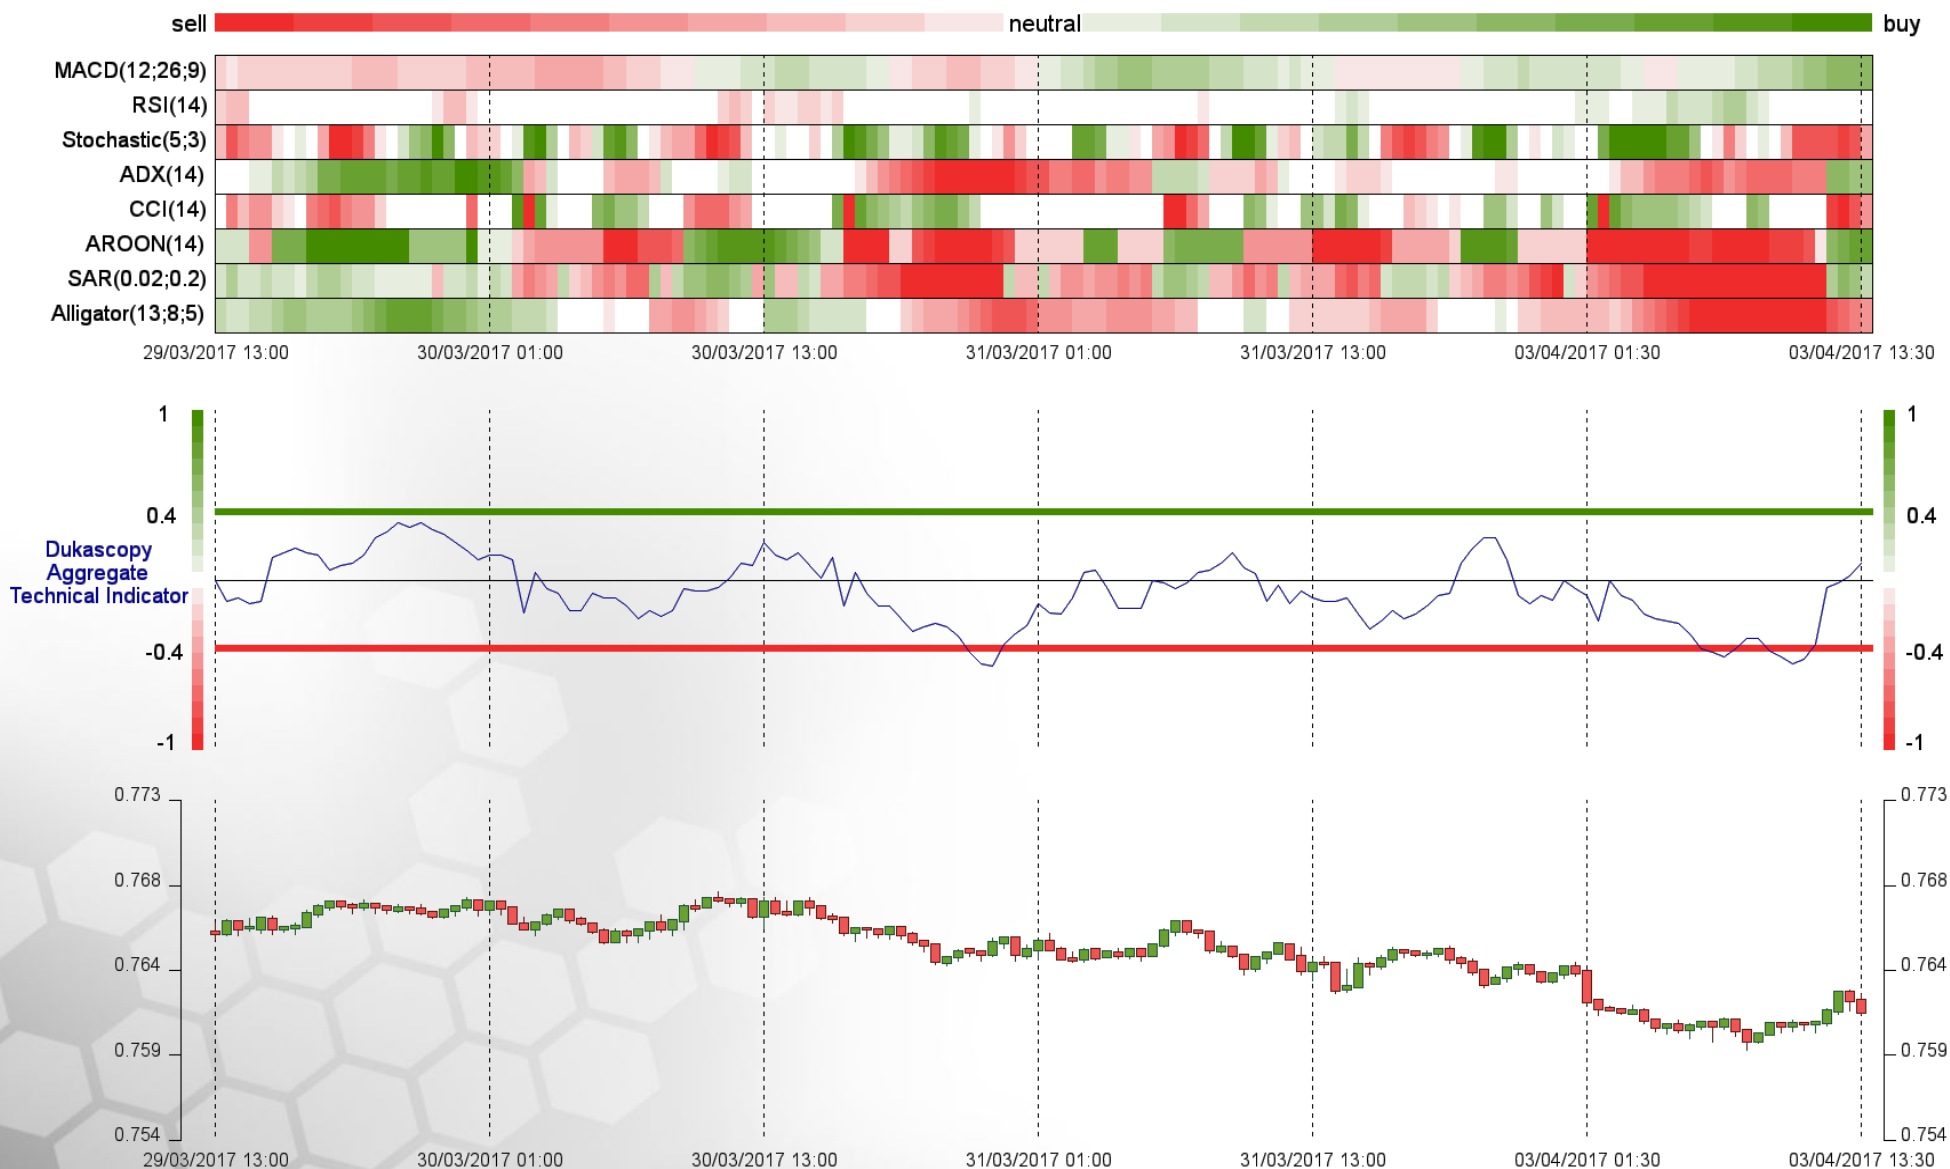 sell neutral buy
MACD(12;26;9)
RSI(14)
Stochastic(5;3)
ADX(14)
CCI(14)
AROON(14)
SAR(0.02;0.2)
Alligator(13;8;5)
29/03/2017 13:00 30/03/2017 01:00 30/03/2017 13:00 31/03/2017 01:00 31/03/2017 13:00 03/04/2017 01:30 03/04/2017 13:30
1 1
0.4 0.4
Dukascopy
Aggregate
Technical Indicator
-0.4 -0.4
-1 -1
0.773 0.773
0.768 0.768
0.764 0.764
0.759 0.759
0.754 0.754
29/03/2017 13:00 30/03/2017 01:00 30/03/2017 13:00 31/03/2017 01:00 31/03/2017 13:00 03/04/2017 01:30 03/04/2017 13:30